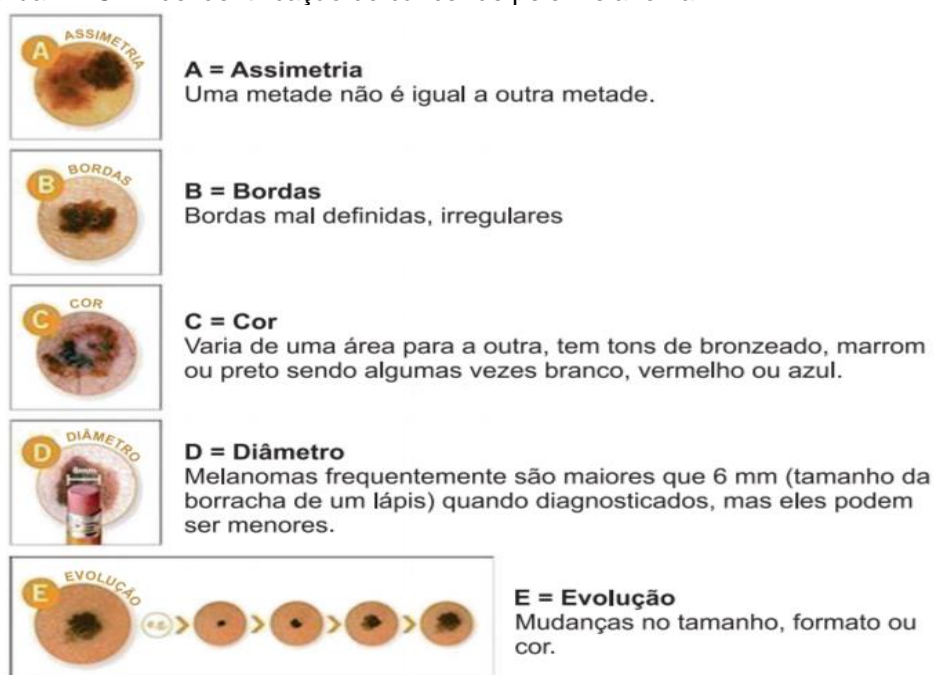 A ASSIMETRIA
A = Assimetria
Uma metade não é igual a outra metade.
B BORDAS
B = Bordas
Bordas mal definidas, irregulares
C COR
C = Cor
Varia de uma área para a outra, tem tons de bronzeado, marrom
ou preto sendo algumas vezes branco, vermelho ou azul.
D DIÂMETRO
6mm
D = Diâmetro
Melanomas frequentemente são maiores que 6 mm (tamanho da
borracha de um lápis) quando diagnosticados, mas eles podem
ser menores.
E EVOLUÇÃO
E = Evolução
Mudanças no tamanho, formato ou
cor.